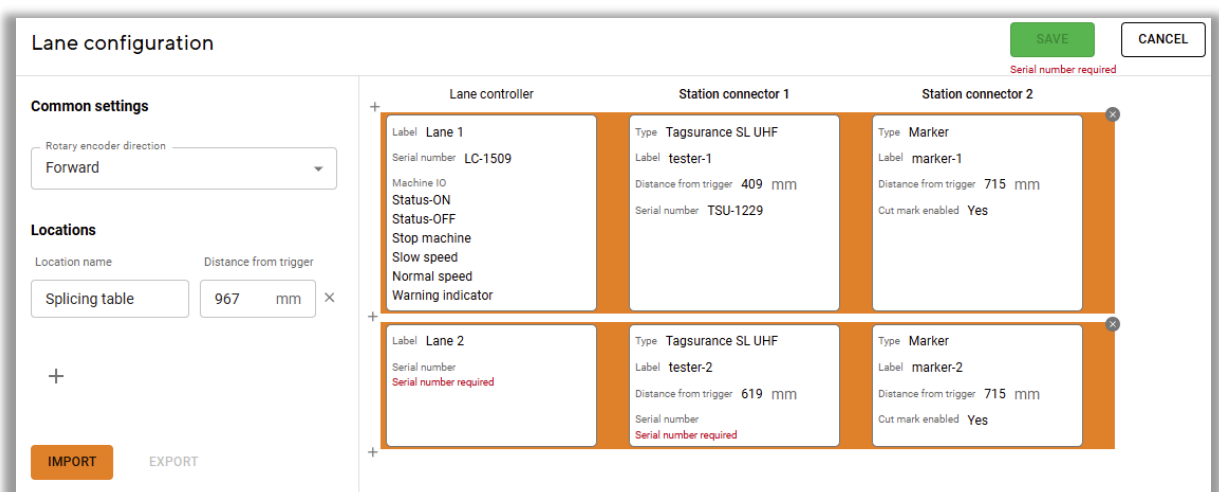 Lane configuration
SAVE
CANCEL
Serial number required
Common settings
Rotary encoder direction
Forward
Locations
Location name Distance from trigger
Splicing table 967 mm
IMPORT EXPORT
Lane controller Station connector 1 Station connector 2
Label Lane 1
Serial number LC-1509
Machine IO
Status-ON
Status-OFF
Stop machine
Slow speed
Normal speed
Warning indicator
Type Tagsurance SL UHF
Label tester-1
Distance from trigger 409 mm
Serial number TSU-1229
Type Marker
Label marker-1
Distance from trigger 715 mm
Cut mark enabled Yes
Label Lane 2
Serial number
Serial number required
Type Tagsurance SL UHF
Label tester-2
Distance from trigger 619 mm
Serial number
Serial number required
Type Marker
Label marker-2
Distance from trigger 715 mm
Cut mark enabled Yes